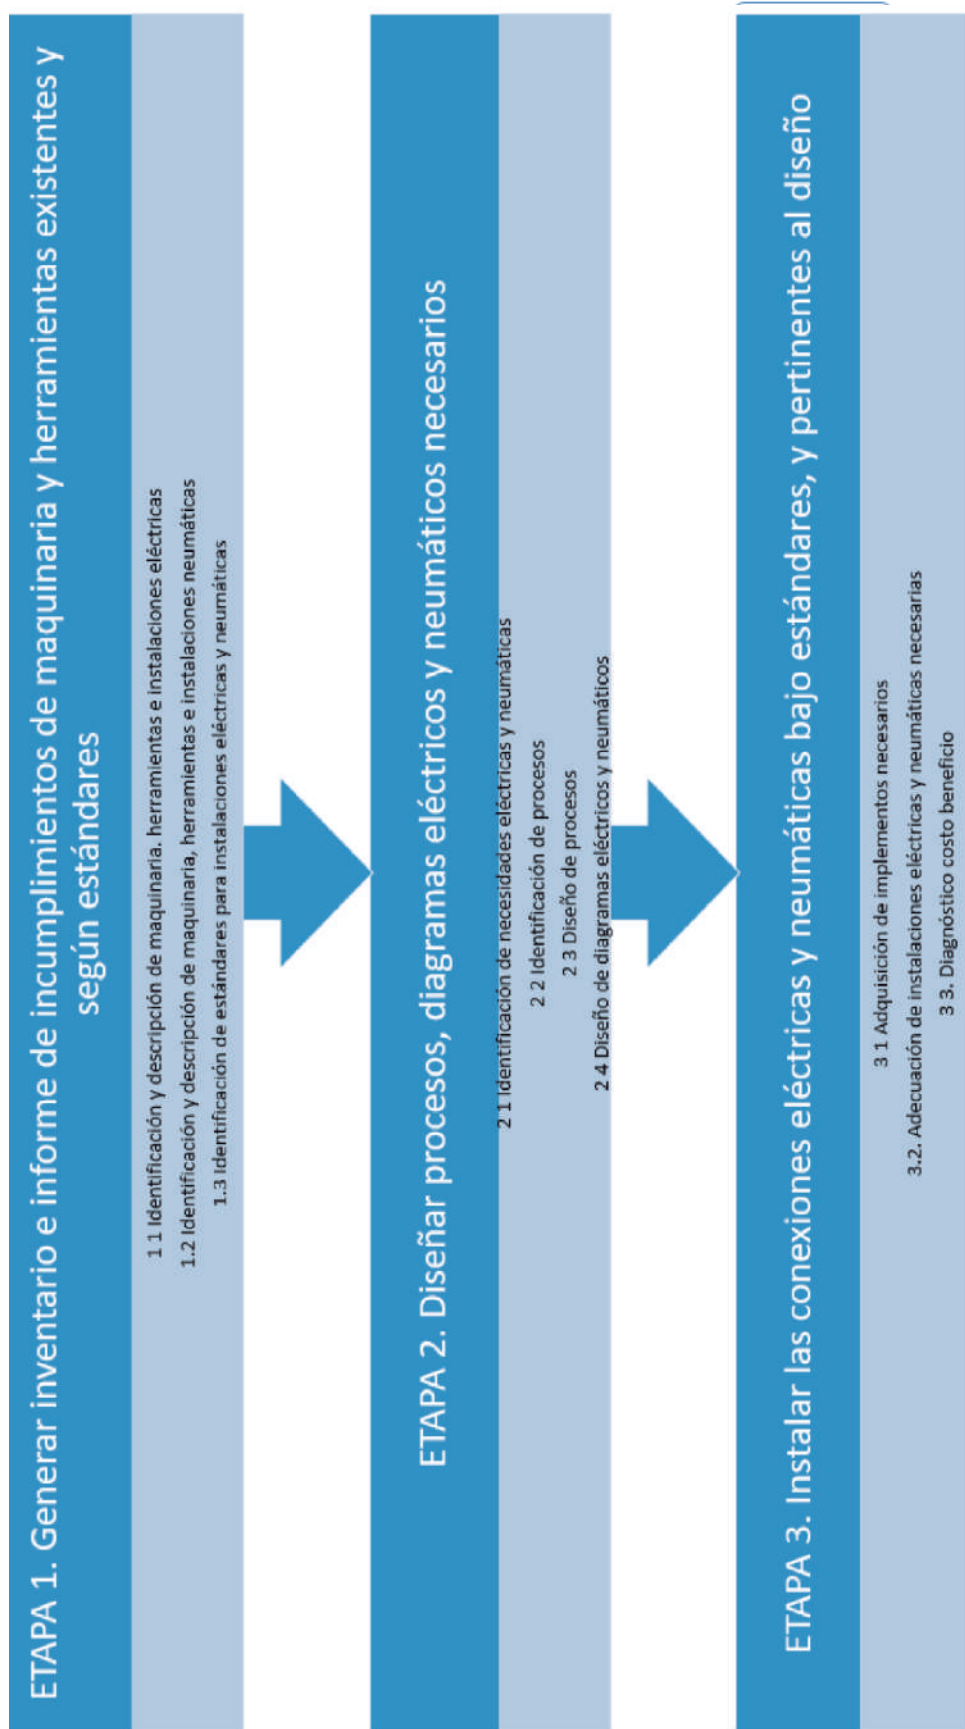 ETAPA 1. Generar inventario e informe de incumplimientos de maquinaria y herramientas existentes y
según estándares
1 1 Identificación y descripción de maquinaria. herramientas e instalaciones eléctricas
1.2 Identificación y descripción de maquinaria, herramientas e instalaciones neumáticas
1.3 Identificación de estándares para instalaciones eléctricas y neumáticas
ETAPA 2. Diseñar procesos, diagramas eléctricos y neumáticos necesarios
2 1 Identificación de necesidades eléctricas y neumáticas
2 2 Identificación de procesos
2 3 Diseño de procesos
2 4 Diseño de diagramas eléctricos y neumáticos
ETAPA 3. Instalar las conexiones eléctricas y neumáticas bajo estándares, y pertinentes al diseño
3 1 Adquisición de implementos necesarios
3.2. Adecuación de instalaciones eléctricas y neumáticas necesarias
3 3. Diagnóstico costo beneficio